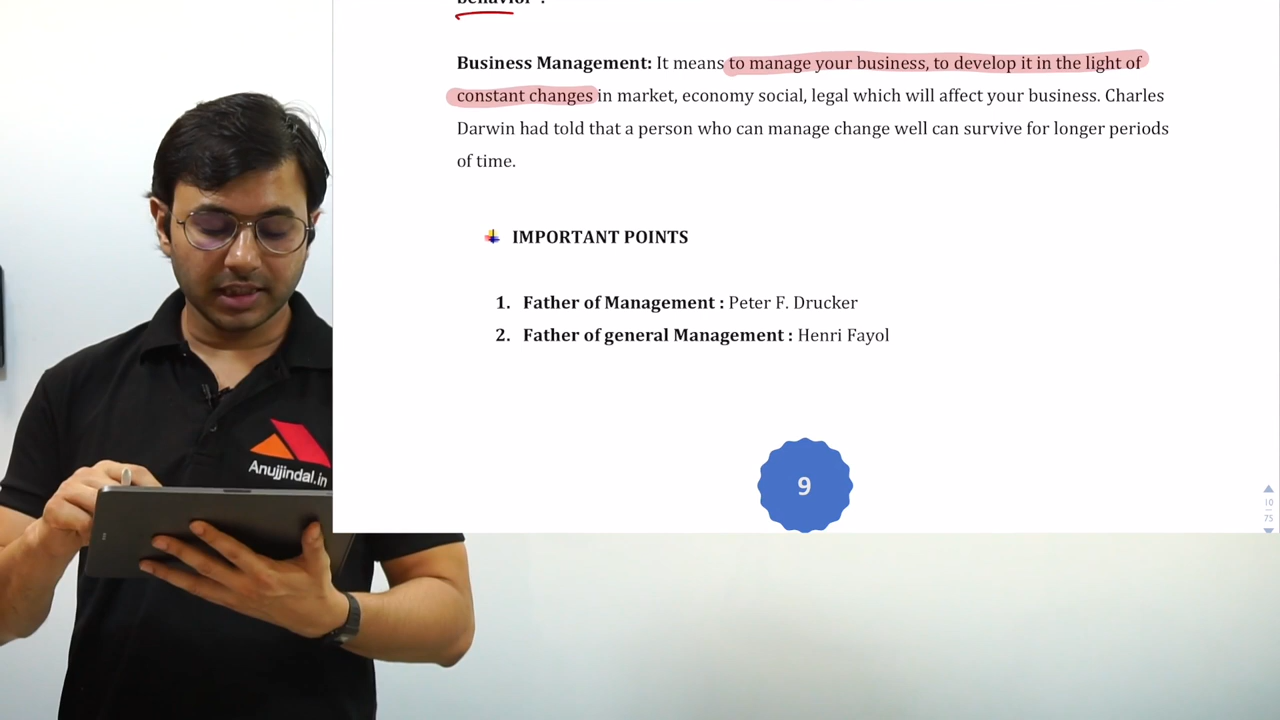 behavior :
Business Management: It means to manage your business, to develop it in the light of
constant changes in market, economy social, legal which will affect your business. Charles
Darwin had told that a person who can manage change well can survive for longer periods
of time.
IMPORTANT POINTS
1. Father of Management : Peter F. Drucker
2. Father of general Management : Henri Fayol
9
10
75
Anujjindal.in